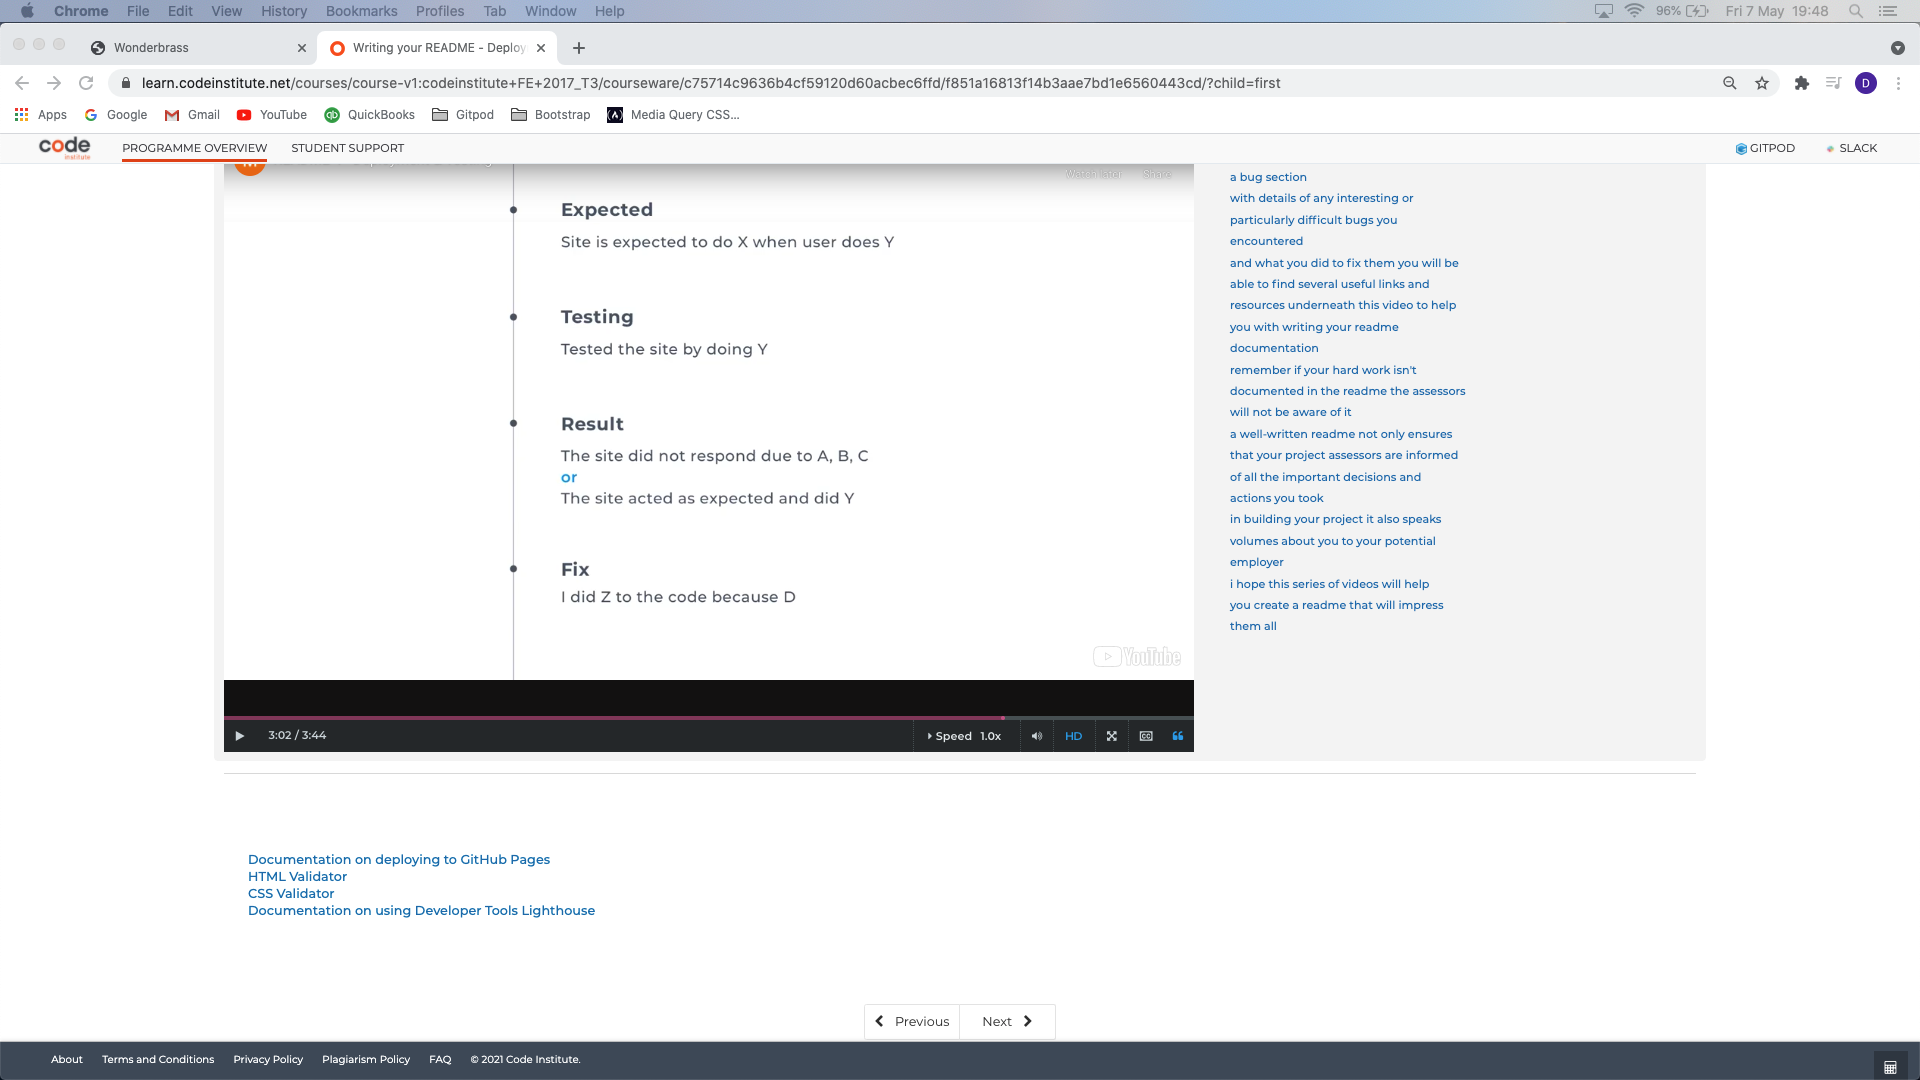 Chrome File Edit View History Bookmarks Profiles Tab Window Help 96% Fri 7 May 19:48
Wonderbrass Writing your README - Deploy
learn.codeinstitute.net/courses/course-v1:codeinstitute+FE+2017_T3/courseware/c75714c9636b4cf59120d60acbec6ffd/f851a16813f14b3aae7bd1e6560443cd/?child=first D
Apps Google Gmail YouTube QuickBooks Gitpod Bootstrap Media Query CSS...
code institute PROGRAMME OVERVIEW STUDENT SUPPORT GITPOD SLACK
Watch later Share
Expected
Site is expected to do X when user does Y
Testing
Tested the site by doing Y
Result
The site did not respond due to A, B, C
or
The site acted as expected and did Y
Fix
I did Z to the code because D
YouTube
3:02 / 3:44 Speed 1.0x HD CC
a bug section
with details of any interesting or
particularly difficult bugs you
encountered
and what you did to fix them you will be
able to find several useful links and
resources underneath this video to help
you with writing your readme
documentation
remember if your hard work isn't
documented in the readme the assessors
will not be aware of it
a well-written readme not only ensures
that your project assessors are informed
of all the important decisions and
actions you took
in building your project it also speaks
volumes about you to your potential
employer
i hope this series of videos will help
you create a readme that will impress
them all
Documentation on deploying to GitHub Pages
HTML Validator
CSS Validator
Documentation on using Developer Tools Lighthouse
Previous Next
About Terms and Conditions Privacy Policy Plagiarism Policy FAQ © 2021 Code Institute.